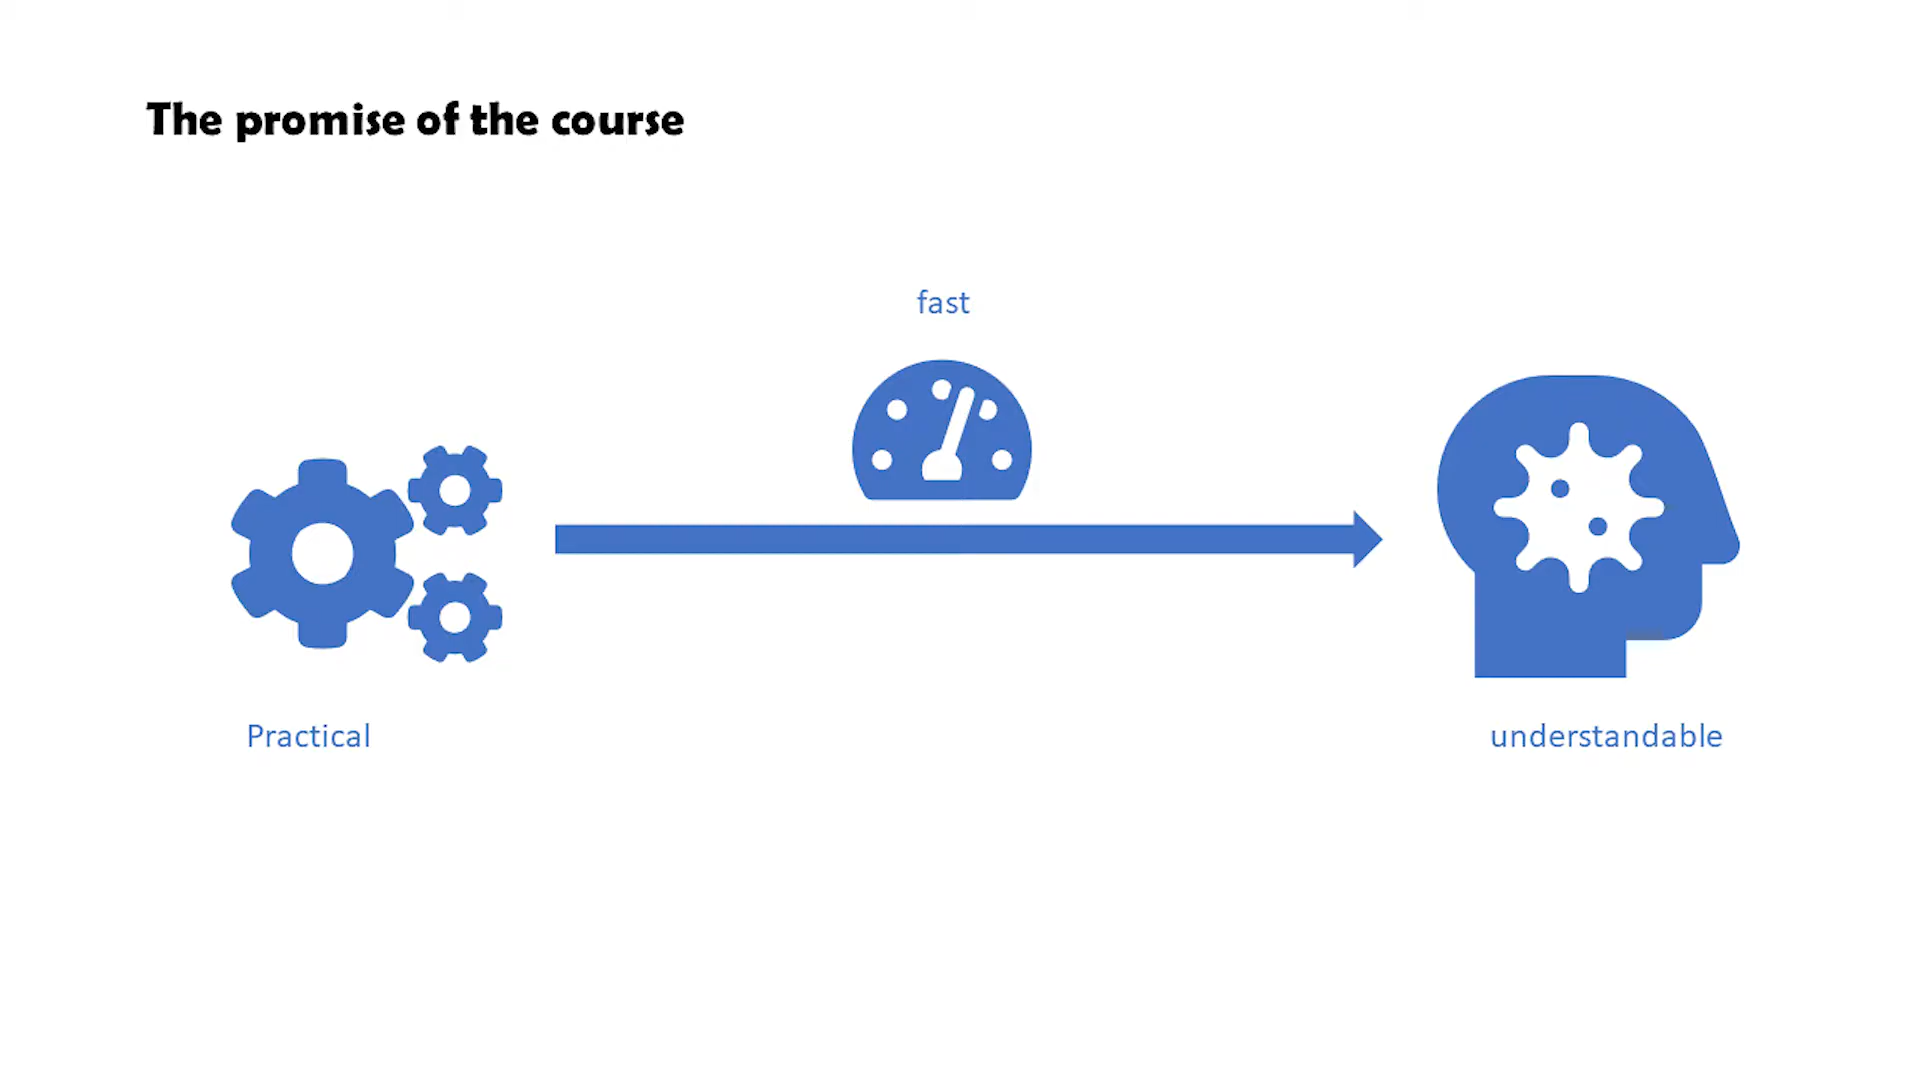 The promise of the course
fast
Practical
understandable